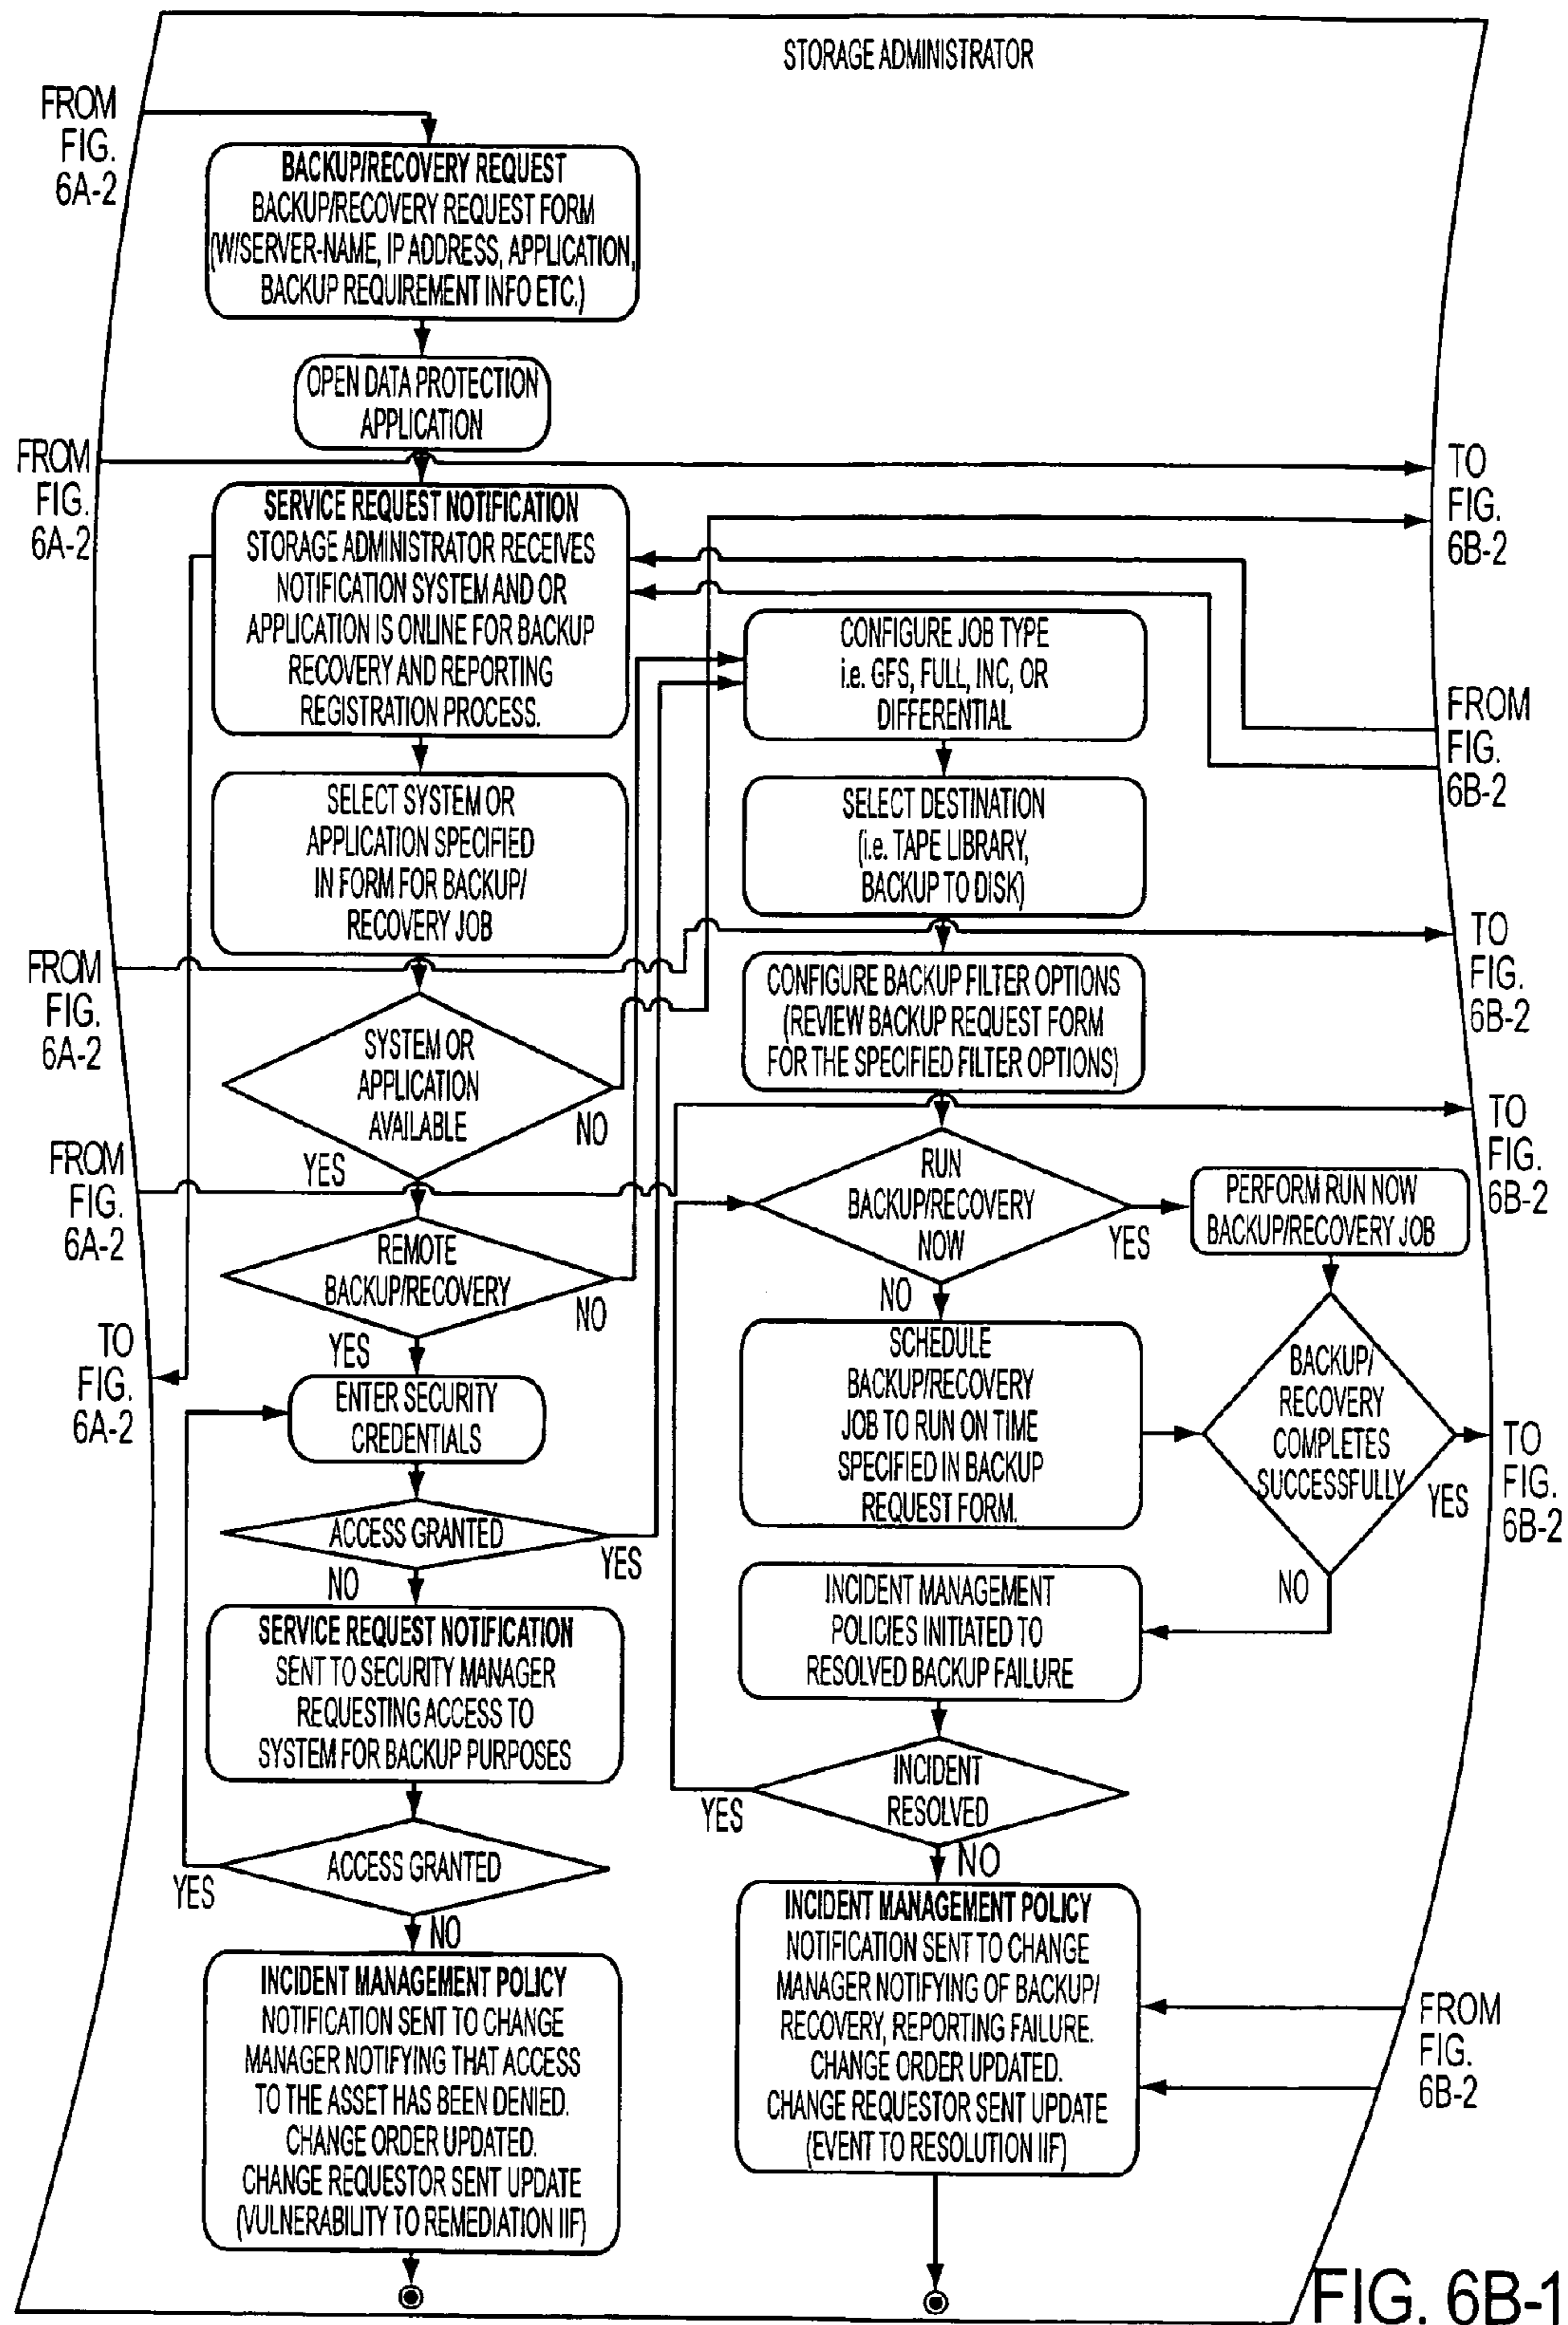 STORAGE ADMINISTRATOR
FROM
FIG.
6A-2
BACKUP/RECOVERY REQUEST
BACKUP/RECOVERY REQUEST FORM
(W/SERVER-NAME, IP ADDRESS, APPLICATION,
BACKUP REQUIREMENT INFO ETC.)
OPEN DATA PROTECTION
APPLICATION
FROM
FIG.
6A-2
TO
FIG.
6B-2
SERVICE REQUEST NOTIFICATION
STORAGE ADMINISTRATOR RECEIVES
NOTIFICATION SYSTEM AND OR
APPLICATION IS ONLINE FOR BACKUP
RECOVERY AND REPORTING
REGISTRATION PROCESS.
SELECT SYSTEM OR
APPLICATION SPECIFIED
IN FORM FOR BACKUP/
RECOVERY JOB
FROM
FIG.
6A-2
SYSTEM OR
APPLICATION
AVAILABLE
NO
YES
FROM
FIG.
6A-2
REMOTE
BACKUP/RECOVERY
NO
YES
TO
FIG.
6A-2
ENTER SECURITY
CREDENTIALS
ACCESS GRANTED
YES
NO
SERVICE REQUEST NOTIFICATION
SENT TO SECURITY MANAGER
REQUESTING ACCESS TO
SYSTEM FOR BACKUP PURPOSES
ACCESS GRANTED
YES
NO
INCIDENT MANAGEMENT POLICY
NOTIFICATION SENT TO CHANGE
MANAGER NOTIFYING THAT ACCESS
TO THE ASSET HAS BEEN DENIED.
CHANGE ORDER UPDATED.
CHANGE REQUESTOR SENT UPDATE
(VULNERABILITY TO REMEDIATION IIF)
CONFIGURE JOB TYPE
i.e. GFS, FULL, INC, OR
DIFFERENTIAL
FROM
FIG.
6B-2
SELECT DESTINATION
(i.e. TAPE LIBRARY,
BACKUP TO DISK)
TO
FIG.
6B-2
CONFIGURE BACKUP FILTER OPTIONS
(REVIEW BACKUP REQUEST FORM
FOR THE SPECIFIED FILTER OPTIONS)
TO
FIG.
6B-2
RUN
BACKUP/RECOVERY
NOW
YES
NO
PERFORM RUN NOW
BACKUP/RECOVERY JOB
SCHEDULE
BACKUP/RECOVERY
JOB TO RUN ON TIME
SPECIFIED IN BACKUP
REQUEST FORM.
BACKUP/
RECOVERY
COMPLETES
SUCCESSFULLY
YES
NO
TO
FIG.
6B-2
INCIDENT MANAGEMENT
POLICIES INITIATED TO
RESOLVED BACKUP FAILURE
INCIDENT
RESOLVED
YES
NO
INCIDENT MANAGEMENT POLICY
NOTIFICATION SENT TO CHANGE
MANAGER NOTIFYING OF BACKUP/
RECOVERY, REPORTING FAILURE.
CHANGE ORDER UPDATED.
CHANGE REQUESTOR SENT UPDATE
(EVENT TO RESOLUTION IIF)
FROM
FIG.
6B-2
FIG. 6B-1